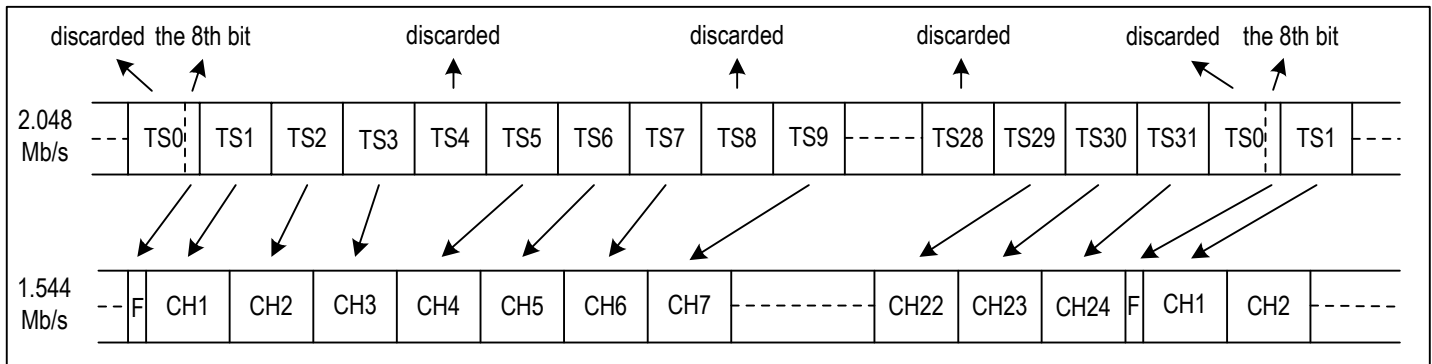 discarded the 8th bit discarded discarded discarded discarded the 8th bit
2.048 Mb/s
TS0 TS1 TS2 TS3 TS4 TS5 TS6 TS7 TS8 TS9 TS28 TS29 TS30 TS31 TS0 TS1
1.544 Mb/s
F CH1 CH2 CH3 CH4 CH5 CH6 CH7 CH22 CH23 CH24 F CH1 CH2